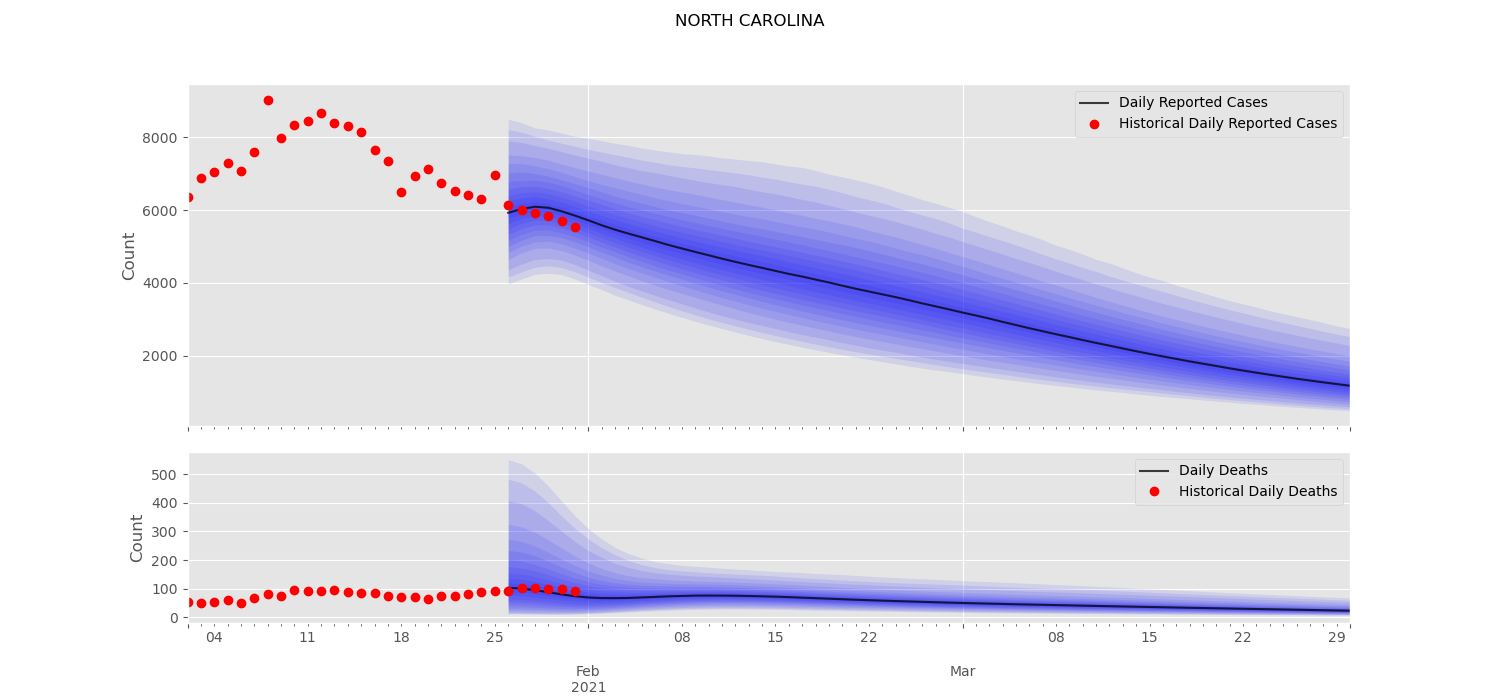 NORTH CAROLINA
Daily Reported Cases
Historical Daily Reported Cases
8000
6000
4000
2000
Count
Daily Deaths
Historical Daily Deaths
500
400
300
200
100
0
Count
04 11 18 25 08 15 22 08 15 22 29
Feb Mar
2021